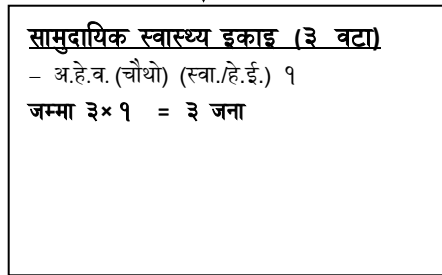 सामुदायिक स्वास्थ्य इकाइ (३ वटा)
– अ.हे.व. (चौथो) (स्वा./हे.ई.) १
जम्मा ३× १ = ३ जना